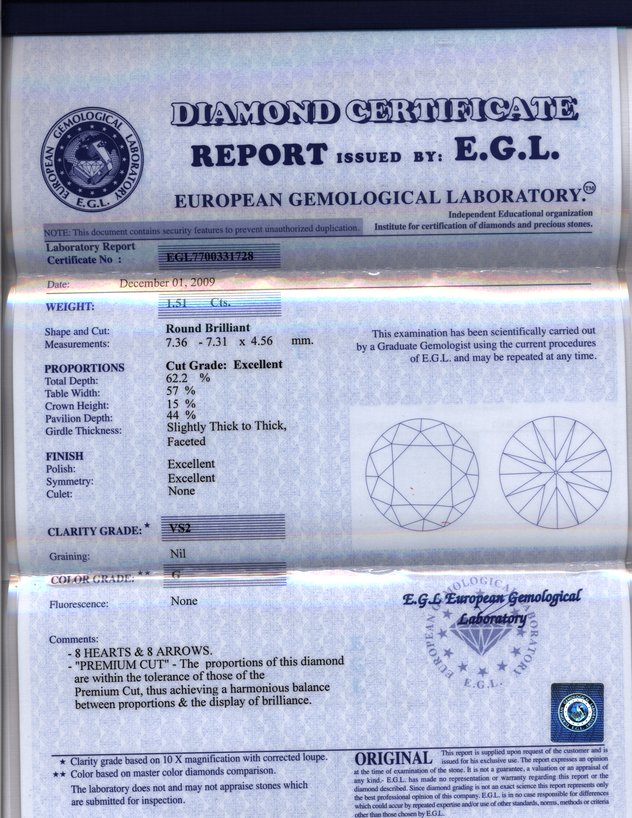 EUROPEAN GEMOLOGICAL LABORATORY
E.G.L.
DIAMOND CERTIFICATE
REPORT ISSUED BY: E.G.L.
EUROPEAN GEMOLOGICAL LABORATORY.™
Independent Educational organization
Institute for certification of diamonds and precious stones.
NOTE: This document contains security features to prevent unauthorized duplication.
Laboratory Report
Certificate No : EGL7700331728
Date: December 01, 2009
WEIGHT: 1.51 Cts.
Shape and Cut: Round Brilliant
Measurements: 7.36 - 7.31 x 4.56 mm.
This examination has been scientifically carried out
by a Graduate Gemologist using the current procedures
of E.G.L. and may be repeated at any time.
PROPORTIONS Cut Grade: Excellent
Total Depth: 62.2 %
Table Width: 57 %
Crown Height: 15 %
Pavilion Depth: 44 %
Girdle Thickness: Slightly Thick to Thick,
Faceted
FINISH
Polish: Excellent
Symmetry: Excellent
Culet: None
CLARITY GRADE: ★ VS2
Graining: Nil
COLOR GRADE: ★★ G
Fluorescence: None
E.G.L European Gemological
Laboratory
EUROPEAN GEMOLOGICAL LABORATORY
E.G.L.
Comments:
- 8 HEARTS & 8 ARROWS.
- "PREMIUM CUT" - The proportions of this diamond
are within the tolerance of those of the
Premium Cut, thus achieving a harmonious balance
between proportions & the display of brilliance.
★ Clarity grade based on 10 X magnification with corrected loupe.
★★ Color based on master color diamonds comparison.
The laboratory does not and may not appraise stones which
are submitted for inspection.
ORIGINAL This report is supplied upon request of the customer and is
issued for his exclusive use. The report expresses an opinion
at the time of examination of the stone. It is not a guarantee, a valuation or an appraisal of
any kind.- E.G.L. has made no representation or warranty regarding this report or the
diamond described. Since diamond grading is not an exact science this report represents only
the best professional opinion of this company. E.G.L. is in no case responsible for differences
which could occur by repeated expertise and/or use of other standards, norms, methods or criteria
other than those chosen by E.G.L.